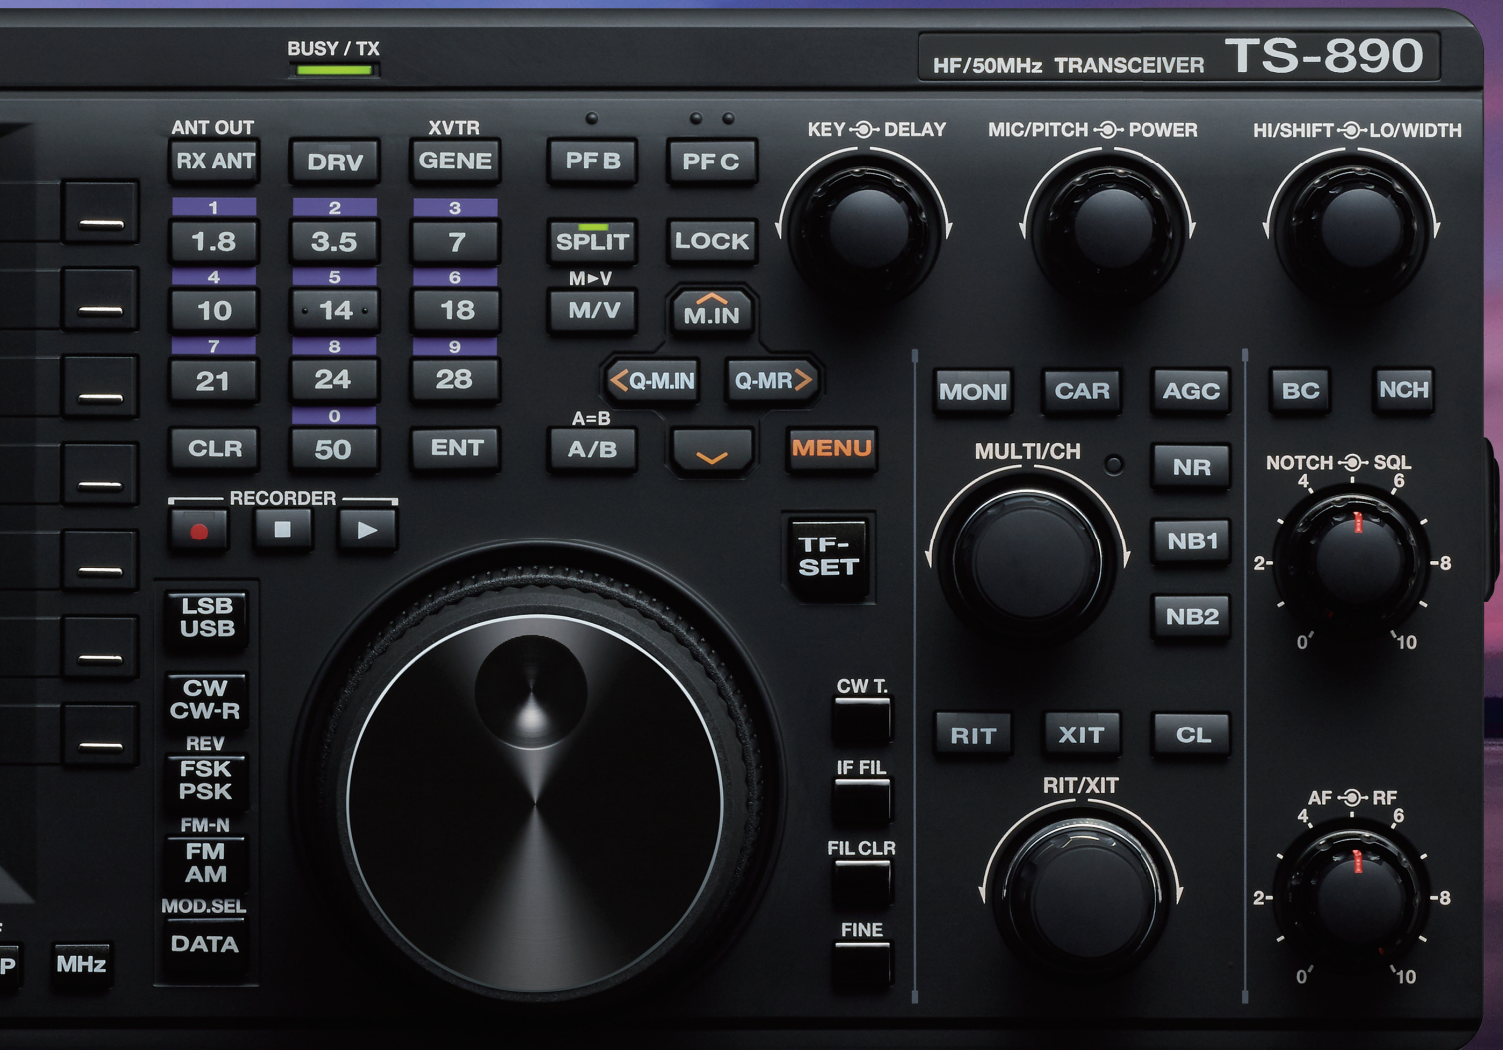 BUSY / TX
HF/50MHz TRANSCEIVER TS-890
ANT OUT
RX ANT
DRV
XVTR
GENE
PF B
PF C
KEY DELAY
MIC/PITCH POWER
HI/SHIFT LO/WIDTH
1
1.8
2
3.5
3
7
SPLIT
LOCK
4
10
5
14
6
18
M►V
M/V
M.IN
7
21
8
24
9
28
Q-M.IN
Q-MR
CLR
0
50
ENT
A=B
A/B
MENU
MONI
CAR
AGC
BC
NCH
MULTI/CH
NR
NB1
NB2
NOTCH SQL
4
6
2
8
0
10
RECORDER
TF-
SET
LSB
USB
CW
CW-R
REV
FSK
PSK
FM-N
FM
AM
MOD.SEL
DATA
P
MHz
CW T.
IF FIL
FIL CLR
FINE
RIT
XIT
CL
RIT/XIT
AF RF
4
6
2
8
0
10